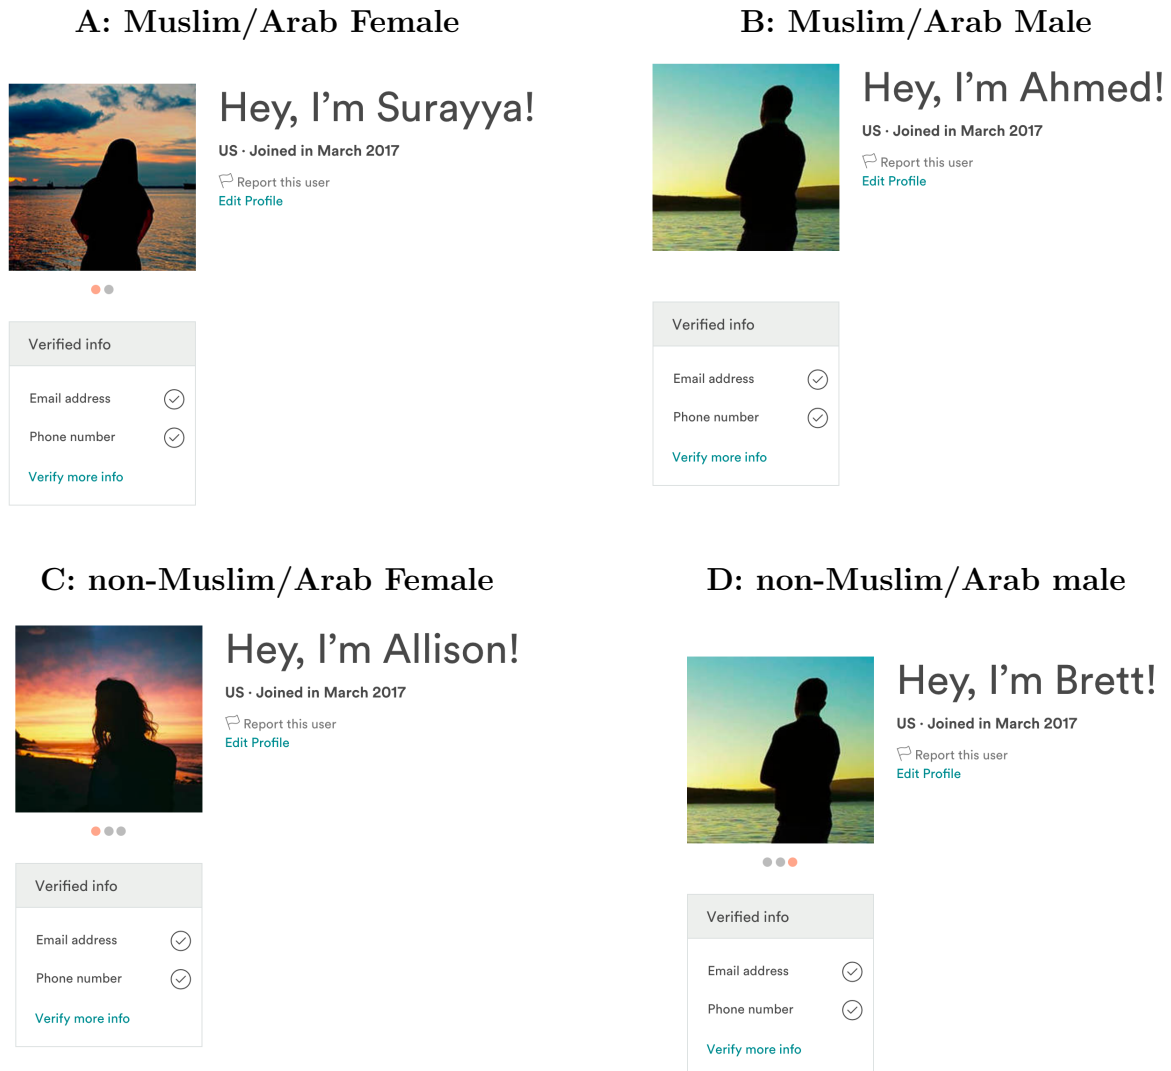 A: Muslim/Arab Female
Hey, I'm Surayya!
US · Joined in March 2017
Report this user
Edit Profile
Verified info
Email address
Phone number
Verify more info
B: Muslim/Arab Male
Hey, I'm Ahmed!
US · Joined in March 2017
Report this user
Edit Profile
Verified info
Email address
Phone number
Verify more info
C: non-Muslim/Arab Female
Hey, I'm Allison!
US · Joined in March 2017
Report this user
Edit Profile
Verified info
Email address
Phone number
Verify more info
D: non-Muslim/Arab male
Hey, I'm Brett!
US · Joined in March 2017
Report this user
Edit Profile
Verified info
Email address
Phone number
Verify more info